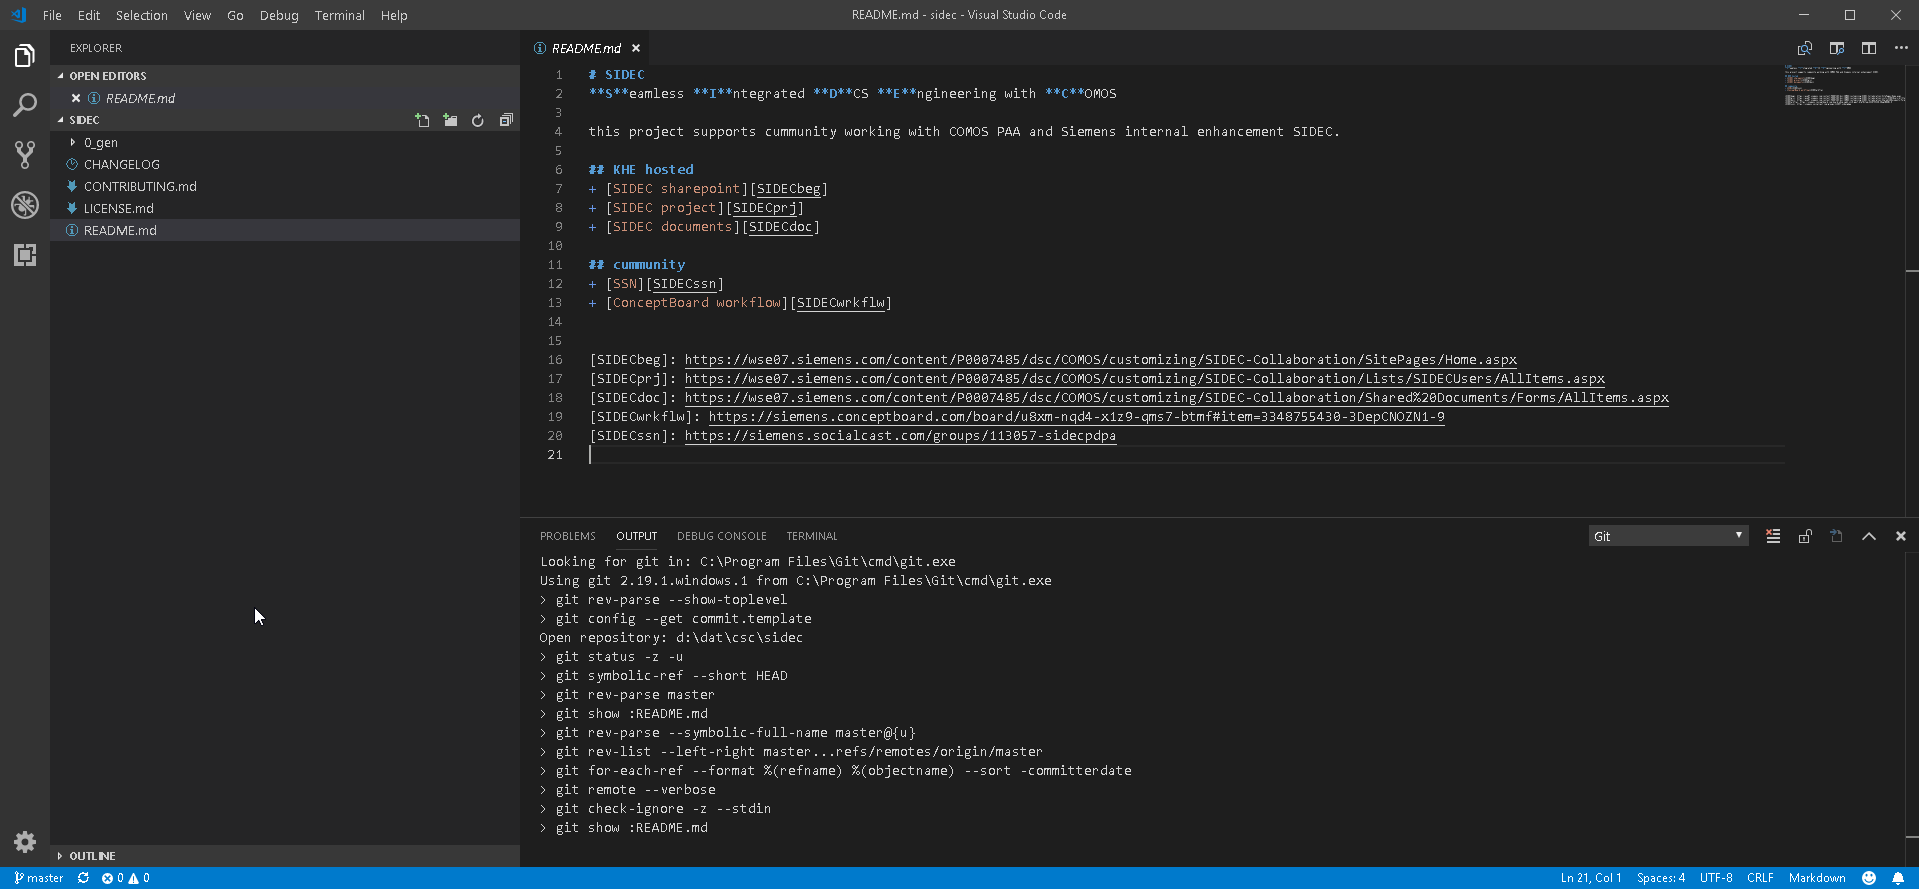 File Edit Selection View Go Debug Terminal Help
README.md - sidec - Visual Studio Code
EXPLORER
OPEN EDITORS
README.md
SIDEC
0_gen
CHANGELOG
CONTRIBUTING.md
LICENSE.md
README.md
OUTLINE
README.md
1 # SIDEC
2 **S**eamless **I**ntegrated **D**CS **E**ngineering with **C**OMOS
3
4 this project supports cummunity working with COMOS PAA and Siemens internal enhancement SIDEC.
5
6 ## KHE hosted
7 + [SIDEC sharepoint][SIDECbeg]
8 + [SIDEC project][SIDECprj]
9 + [SIDEC documents][SIDECdoc]
10
11 ## cummunity
12 + [SSN][SIDECssn]
13 + [ConceptBoard workflow][SIDECwrkflw]
14
15
16 [SIDECbeg]: https://wse07.siemens.com/content/P0007485/dsc/COMOS/customizing/SIDEC-Collaboration/SitePages/Home.aspx
17 [SIDECprj]: https://wse07.siemens.com/content/P0007485/dsc/COMOS/customizing/SIDEC-Collaboration/Lists/SIDECUsers/AllItems.aspx
18 [SIDECdoc]: https://wse07.siemens.com/content/P0007485/dsc/COMOS/customizing/SIDEC-Collaboration/Shared%20Documents/Forms/AllItems.aspx
19 [SIDECwrkflw]: https://siemens.conceptboard.com/board/u8xm-nqd4-x1z9-qms7-btmf#item=3348755430-3DepCNOZN1-9
20 [SIDECssn]: https://siemens.socialcast.com/groups/113057-sidecpdpa
21
PROBLEMS OUTPUT DEBUG CONSOLE TERMINAL
Git
Looking for git in: C:\Program Files\Git\cmd\git.exe
Using git 2.19.1.windows.1 from C:\Program Files\Git\cmd\git.exe
> git rev-parse --show-toplevel
> git config --get commit.template
Open repository: d:\dat\csc\sidec
> git status -z -u
> git symbolic-ref --short HEAD
> git rev-parse master
> git show :README.md
> git rev-parse --symbolic-full-name master@{u}
> git rev-list --left-right master...refs/remotes/origin/master
> git for-each-ref --format %(refname) %(objectname) --sort -committerdate
> git remote --verbose
> git check-ignore -z --stdin
> git show :README.md
master 0 0
Ln 21, Col 1 Spaces: 4 UTF-8 CRLF Markdown